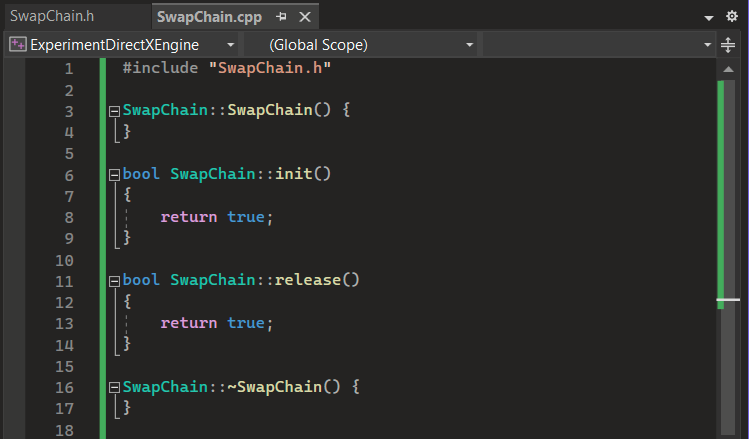 SwapChain.h SwapChain.cpp
ExperimentDirectXEngine (Global Scope)
1 #include "SwapChain.h"
2
3 SwapChain::SwapChain() {
4 }
5
6 bool SwapChain::init()
7 {
8     return true;
9 }
10
11 bool SwapChain::release()
12 {
13     return true;
14 }
15
16 SwapChain::~SwapChain() {
17 }
18